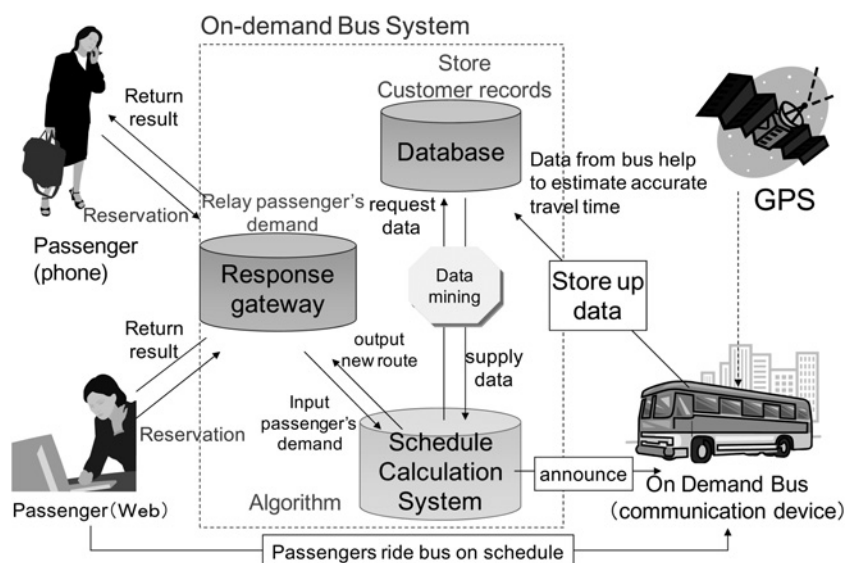 On-demand Bus System
Store
Customer records
Database
Return
result
Reservation
Relay passenger's
demand
Passenger
(phone)
Response
gateway
request
data
Data
mining
Data from bus help
to estimate accurate
travel time
GPS
Store up
data
Return
result
output
new route
supply
data
Input
passenger's
demand
Reservation
Schedule
Calculation
System
Algorithm
announce
Passenger(Web)
On Demand Bus
(communication device)
Passengers ride bus on schedule